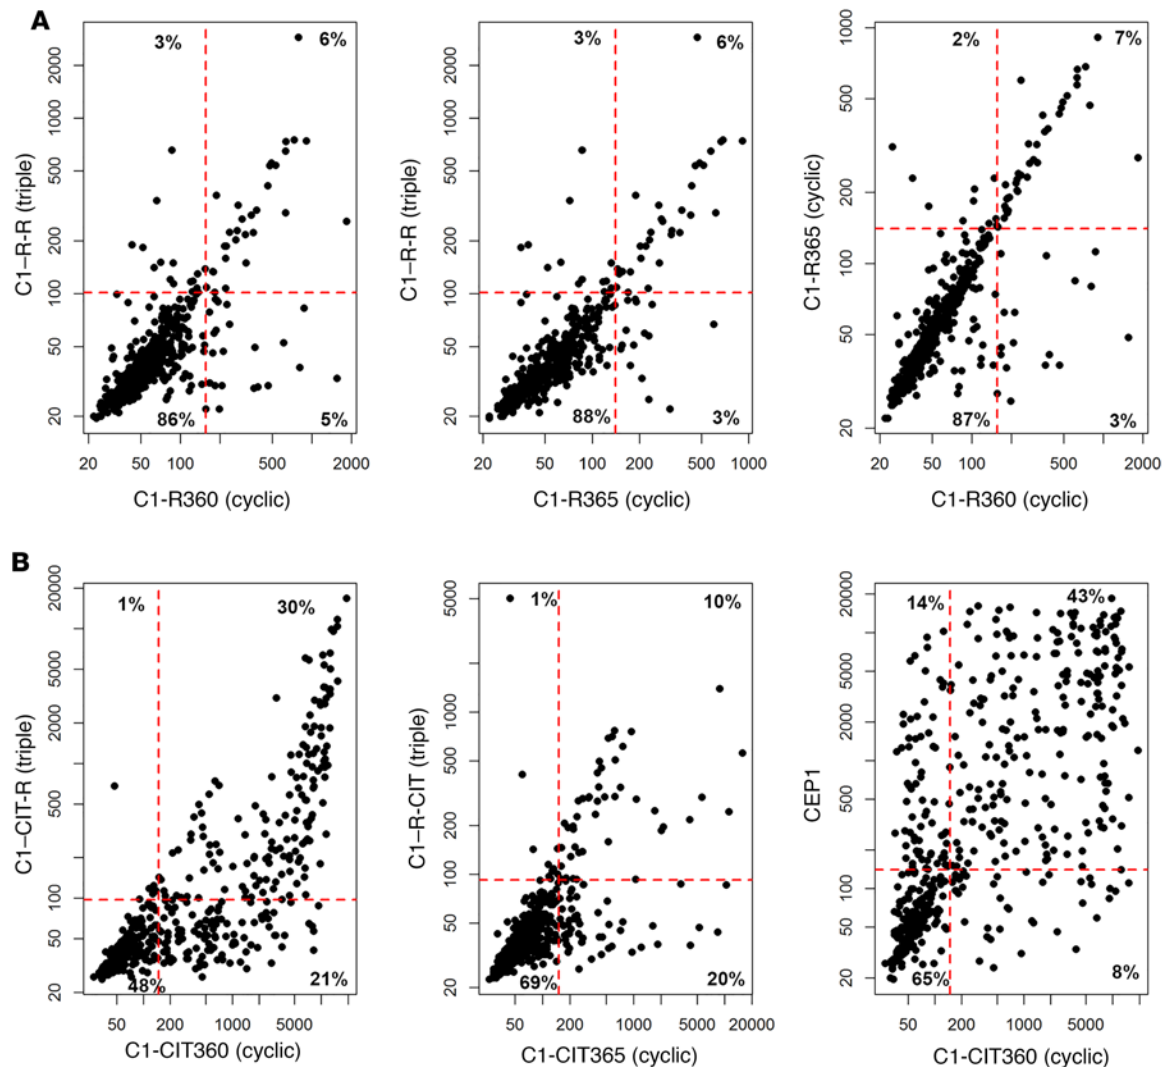 A
3% 6%
C1–R-R (triple)
2000
1000
500
200
100
50
20
86% 5%
20 50 100 500 2000
C1-R360 (cyclic)
3% 6%
C1–R-R (triple)
2000
1000
500
200
100
50
20
88% 3%
20 50 100 200 500 1000
C1-R365 (cyclic)
2% 7%
C1-R365 (cyclic)
1000
500
200
100
50
20
87% 3%
20 50 100 500 2000
C1-R360 (cyclic)
B
1% 30%
C1–CIT-R (triple)
20000
5000
2000
500
100
50
20
48% 21%
50 200 1000 5000
C1-CIT360 (cyclic)
1% 10%
C1–R-CIT (triple)
5000
1000
500
200
100
50
20
69% 20%
50 200 1000 5000 20000
C1-CIT365 (cyclic)
14% 43%
CEP1
20000
5000
2000
500
100
50
20
65% 8%
50 200 1000 5000
C1-CIT360 (cyclic)